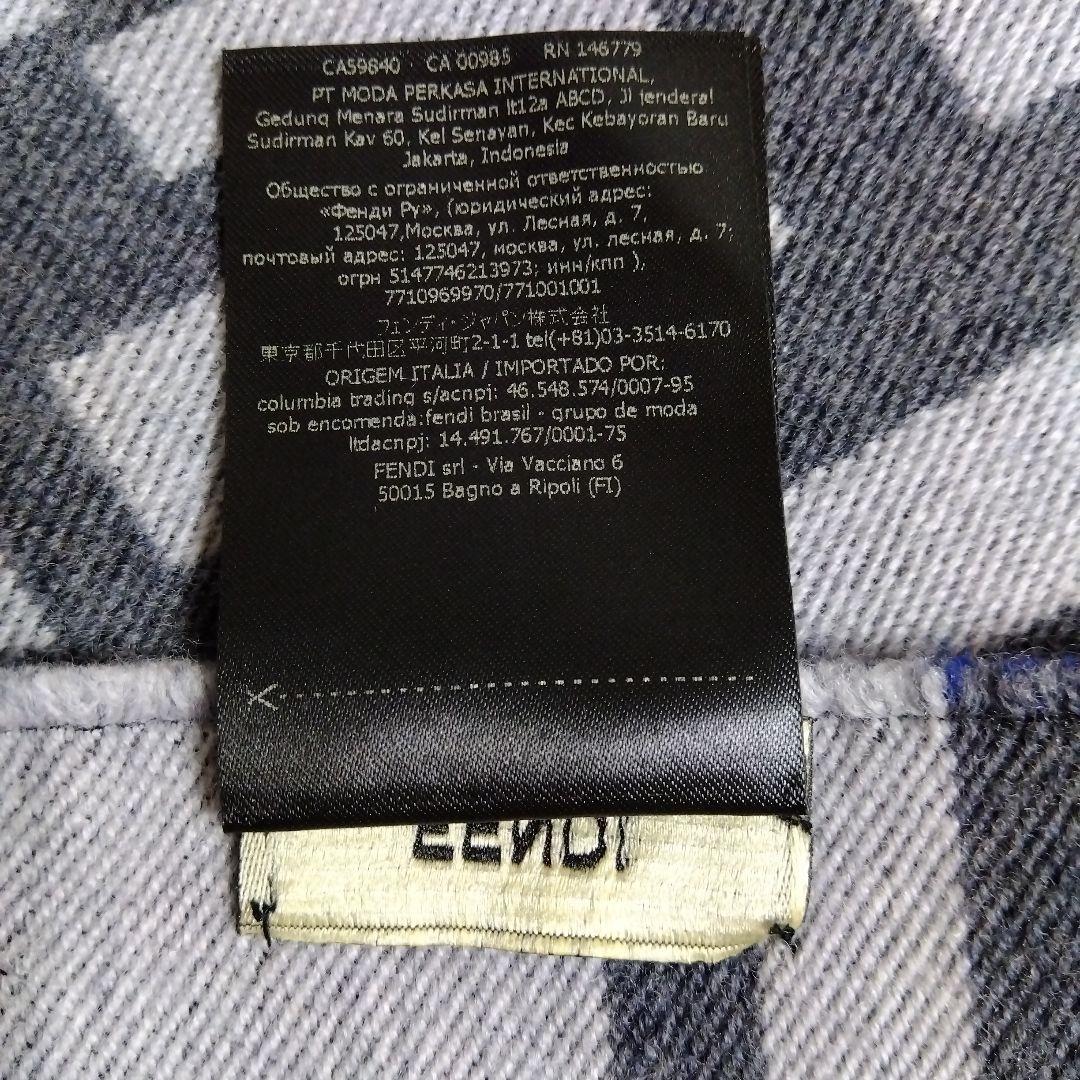 CA59840 CA 00985 RN 146779
PT MODA PERKASA INTERNATIONAL,
Gedung Menara Sudirman lt12a ABCD, Jl jenderal
Sudirman Kav 60, Kel Senayan, Kec Kebayoran Baru
Jakarta, Indonesia
Общество с ограниченной ответственностью
«Фенди Ру», (юридический адрес:
125047,Москва, ул. Лесная, д. 7,
почтовый адрес: 125047, москва, ул. лесная, д. 7;
огрн 5147746213973; инн/кпп ),
7710969970/771001001
フェンディ・ジャパン株式会社
東京都千代田区平河町2-1-1 tel(+81)03-3514-6170
ORIGEM ITALIA / IMPORTADO POR:
columbia trading s/acnpj: 46.548.574/0007-95
sob encomenda:fendi brasil - grupo de moda
ltdacnpj: 14.491.767/0001-75
FENDI srl - Via Vacciano 6
50015 Bagno a Ripoli (FI)
FENDI